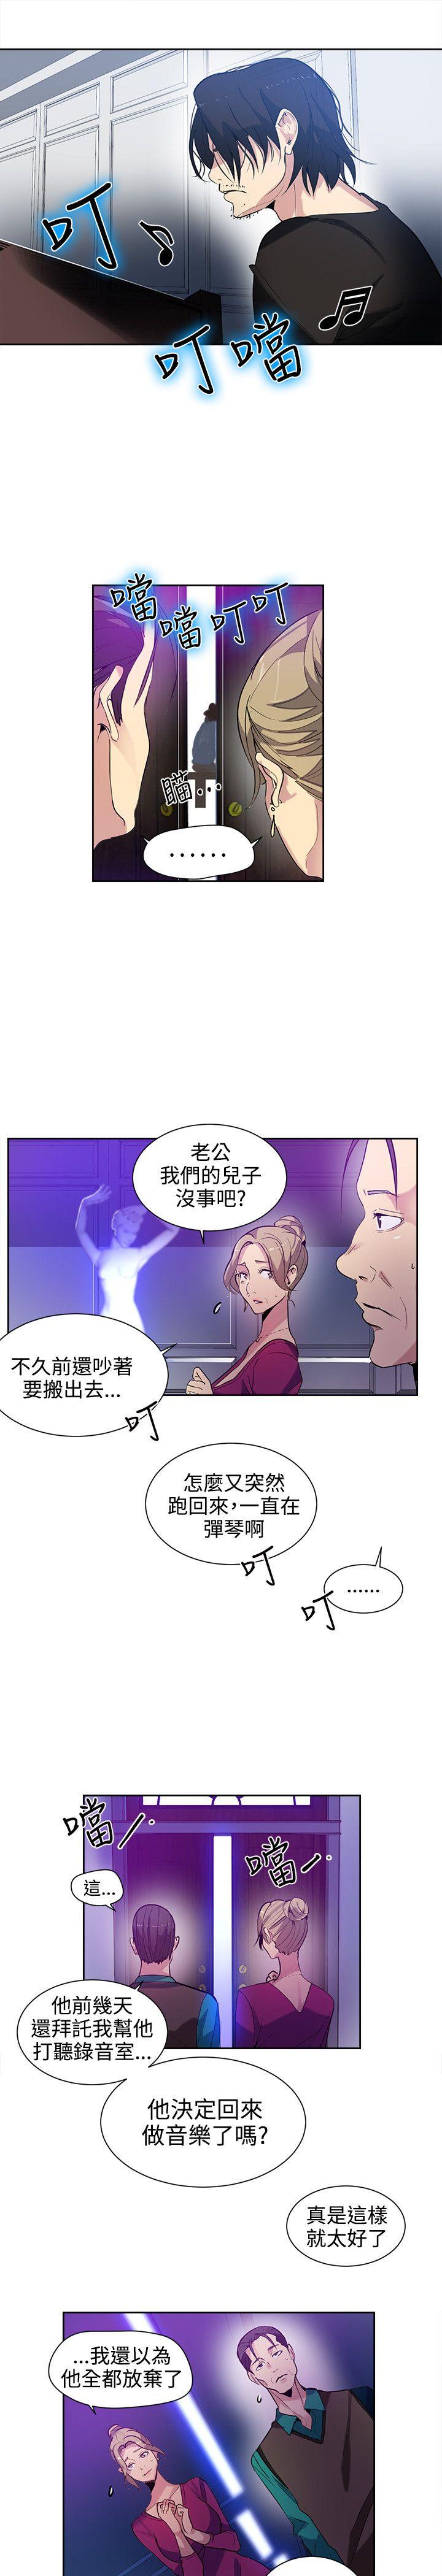 叮
叮
噹
噹
噹
叮
叮
瞄…
……
老公
我們的兒子
沒事吧?
不久前還吵著
要搬出去…
叮
怎麼又突然
跑回來,一直在
彈琴啊
叮
……
叮
噹
噹
這…
他前幾天
還拜託我幫他
打聽錄音室…
他決定回來
做音樂了嗎?
真是這樣
就太好了
…我還以為
他全都放棄了